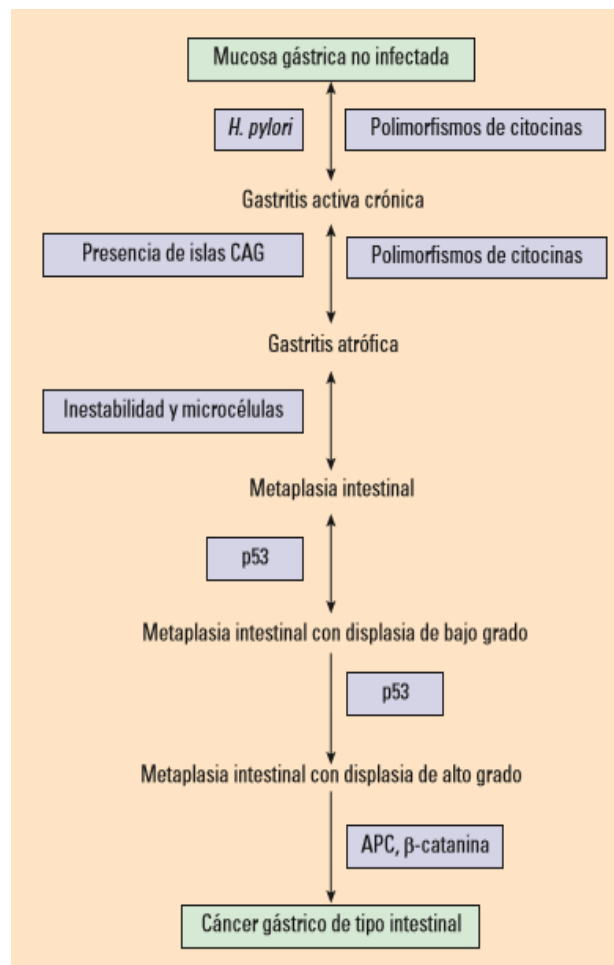 Mucosa gástrica no infectada
H. pylori
Polimorfismos de citocinas
Gastritis activa crónica
Presencia de islas CAG
Polimorfismos de citocinas
Gastritis atrófica
Inestabilidad y microcélulas
Metaplasia intestinal
p53
Metaplasia intestinal con displasia de bajo grado
p53
Metaplasia intestinal con displasia de alto grado
APC, β-catanina
Cáncer gástrico de tipo intestinal